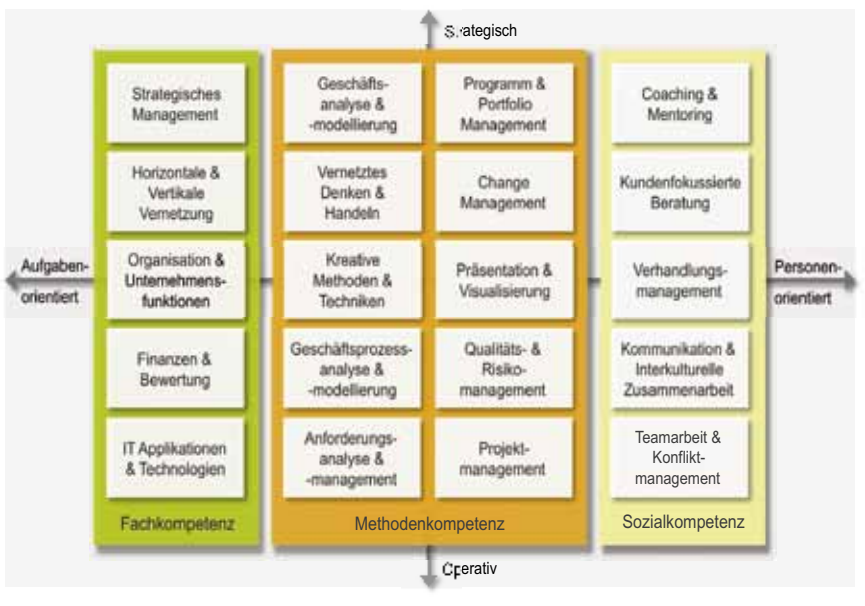 Strategisch
Strategisches
Management
Horizontale &
Vertikale
Vernetzung
Organisation &
Unternehmens-
funktionen
Finanzen &
Bewertung
IT Applikationen
& Technologien
Fachkompetenz
Geschäfts-
analyse &
-modellierung
Vernetztes
Denken &
Handeln
Kreative
Methoden &
Techniken
Geschäftsprozess-
analyse &
-modellierung
Anforderungs-
analyse &
-management
Programm &
Portfolio
Management
Change
Management
Präsentation &
Visualisierung
Qualitäts- &
Risiko-
management
Projekt-
management
Methodenkompetenz
Coaching &
Mentoring
Kundenfokussierte
Beratung
Verhandlungs-
management
Kommunikation &
Interkulturelle
Zusammenarbeit
Teamarbeit &
Konflikt-
management
Sozialkompetenz
Aufgaben-
orientiert
Personen-
orientiert
Operativ